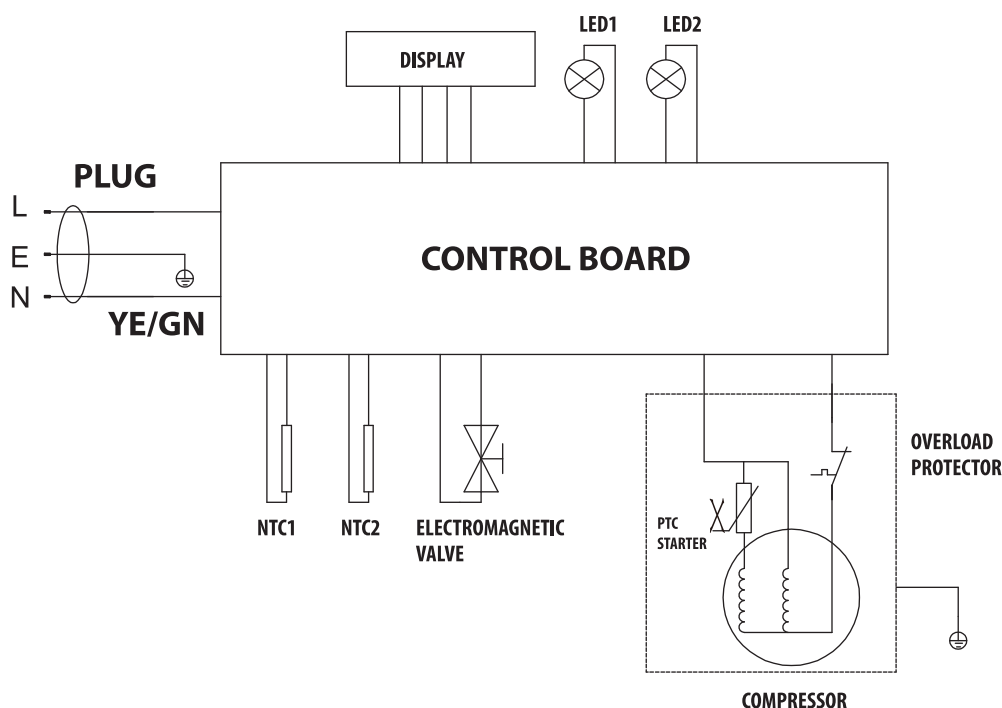 LED1
LED2
DISPLAY
PLUG
L
E
N
CONTROL BOARD
YE/GN
OVERLOAD
PROTECTOR
NTC1
NTC2
ELECTROMAGNETIC
VALVE
PTC
STARTER
COMPRESSOR